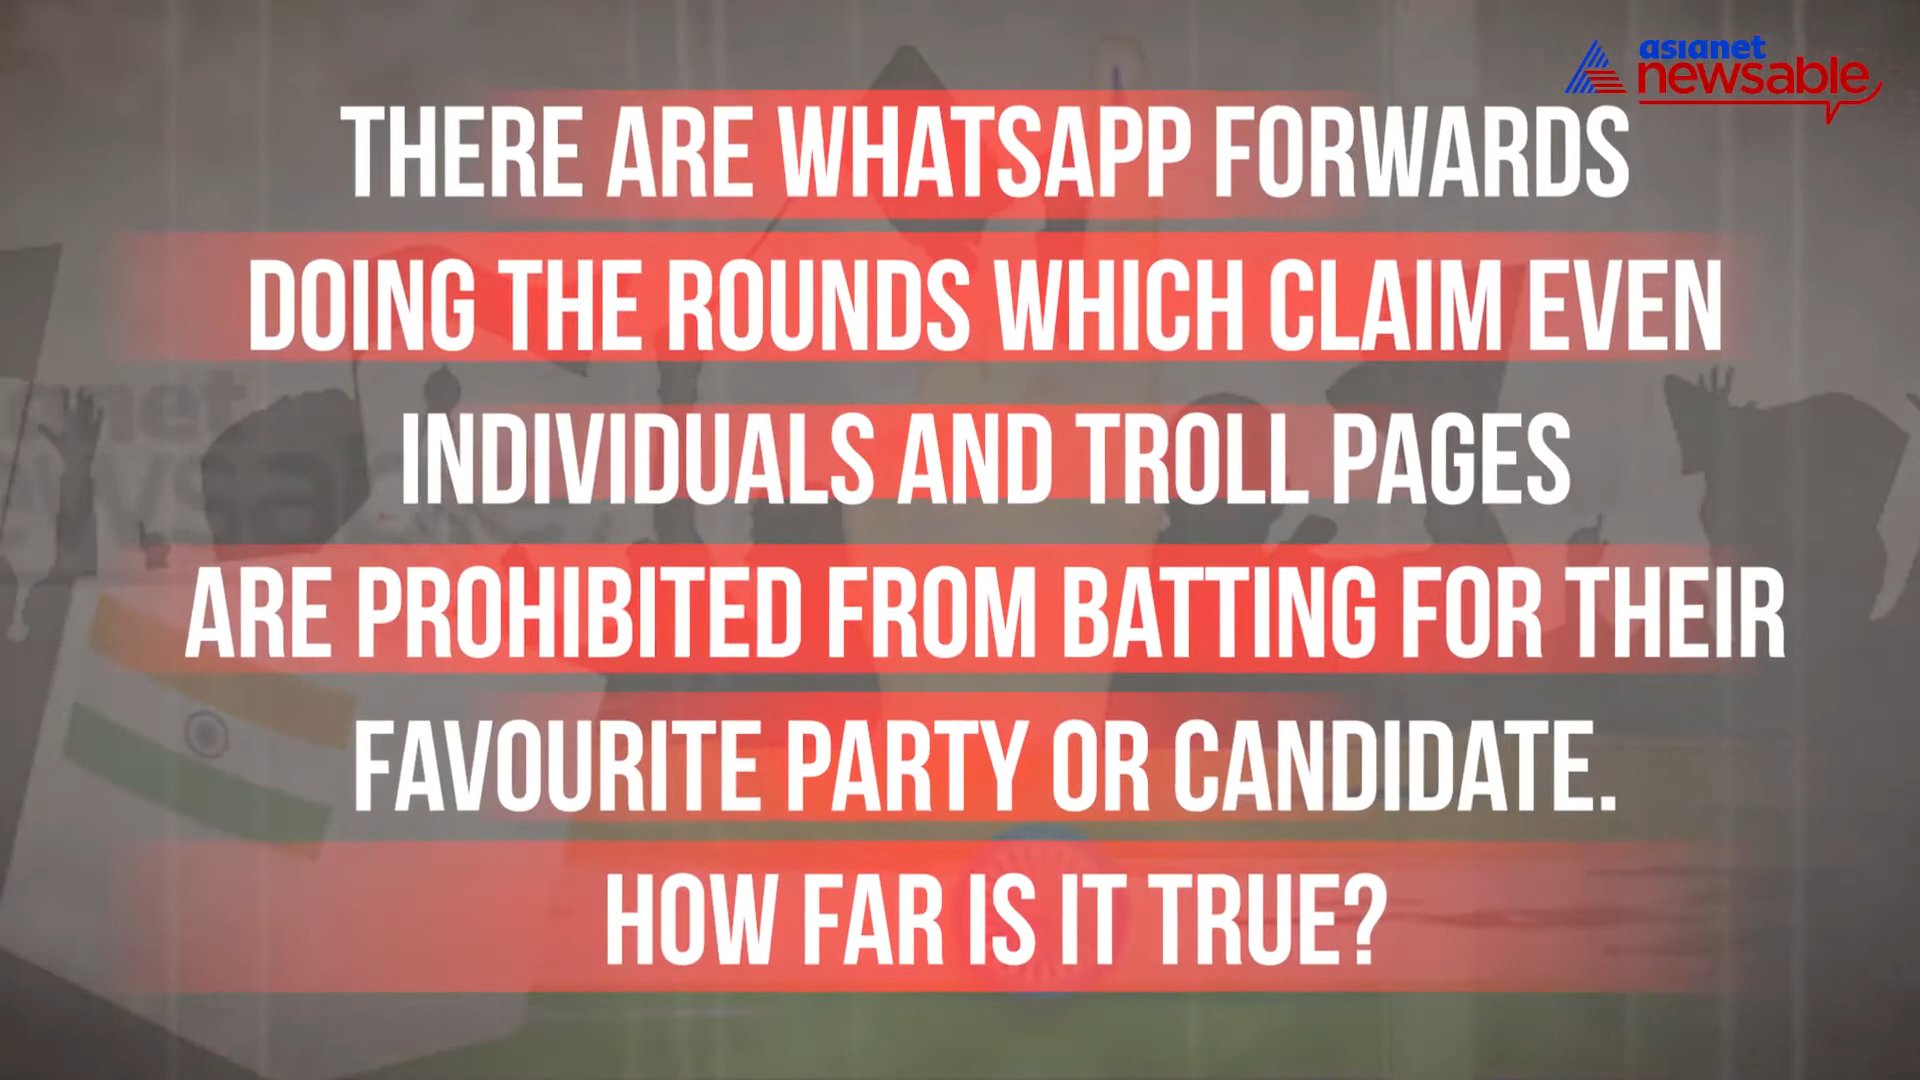 asianet
newsable
THERE ARE WHATSAPP FORWARDS
DOING THE ROUNDS WHICH CLAIM EVEN
INDIVIDUALS AND TROLL PAGES
ARE PROHIBITED FROM BATTING FOR THEIR
FAVOURITE PARTY OR CANDIDATE.
HOW FAR IS IT TRUE?